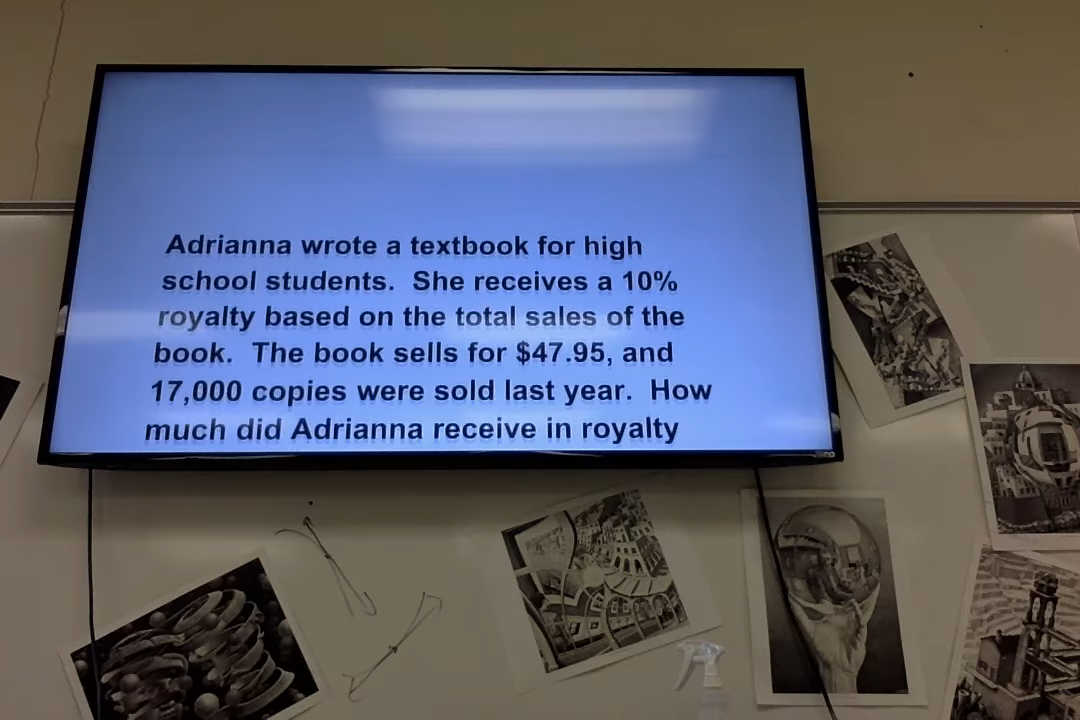 Adrianna wrote a textbook for high
school students. She receives a 10%
royalty based on the total sales of the
book. The book sells for $47.95, and
17,000 copies were sold last year. How
much did Adrianna receive in royalty